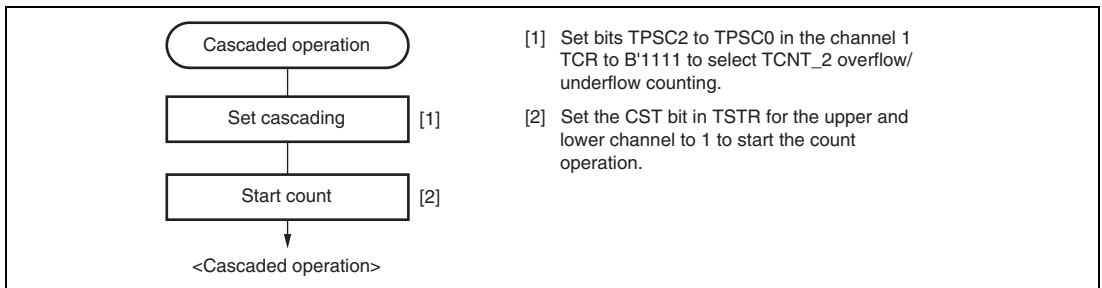 Cascaded operation
Set cascading
[1]
Start count
[2]
<Cascaded operation>
[1] Set bits TPSC2 to TPSC0 in the channel 1
TCR to B'1111 to select TCNT_2 overflow/
underflow counting.
[2] Set the CST bit in TSTR for the upper and
lower channel to 1 to start the count
operation.